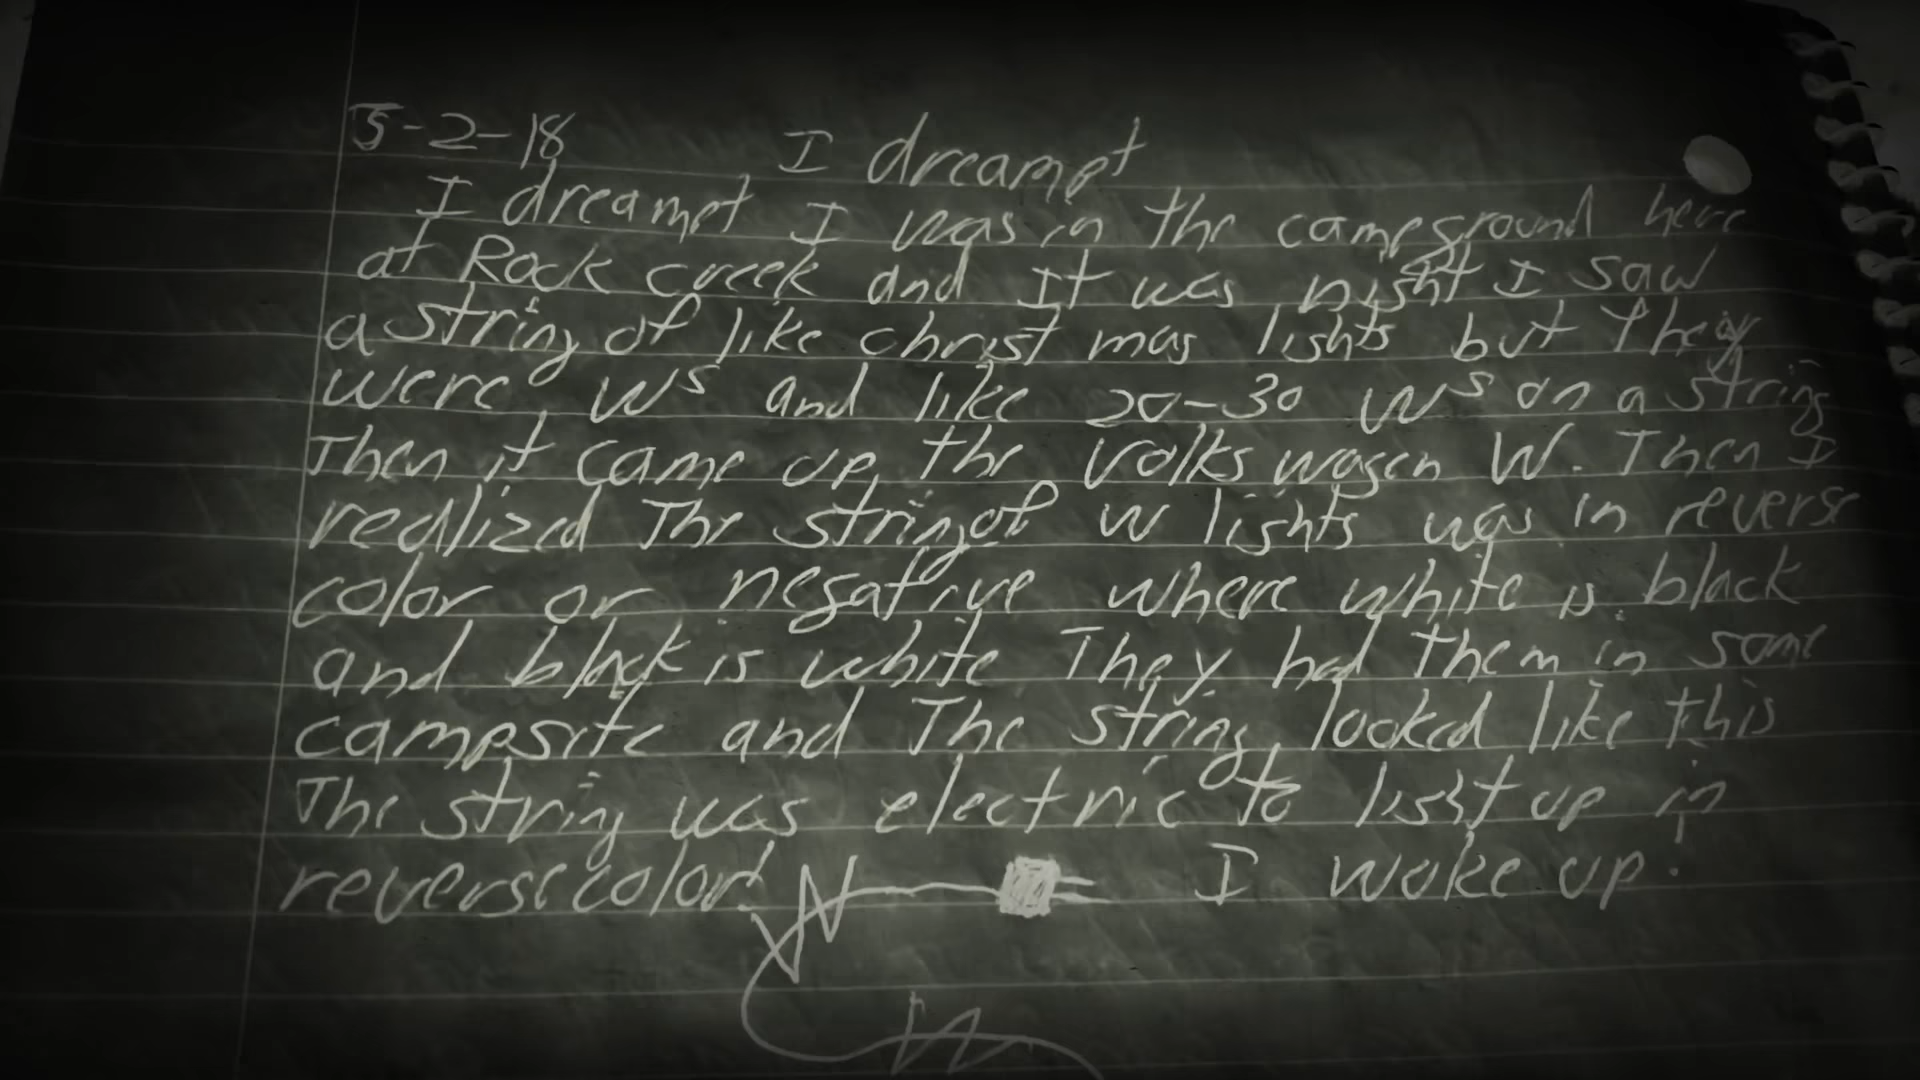 5-2-18 I dreampt
I dreampt I was in the campground here
at Rock creek and It was night I saw
a string of like christ mas lights but They
were Ws and like 20-30 Ws on a string
Then it came up the Volks wagen W. Then I
realized The string of W lights was in reverse
color or negative where white is black
and black is white They had Them in some
campsite and The string looked like this
The string was electric to light up in
reverse color! I woke up.
W
W
W